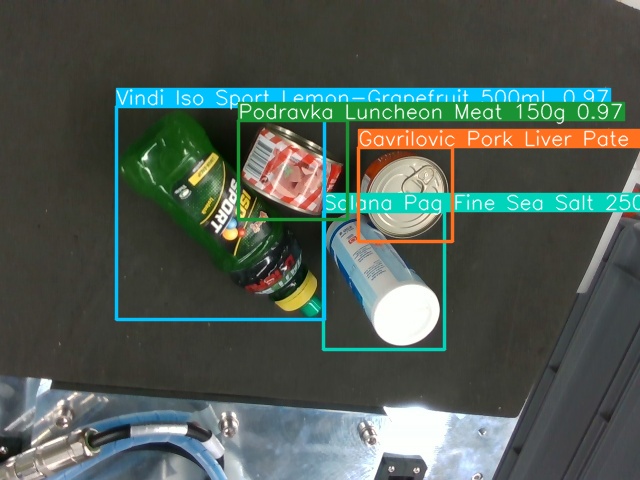 Vindi Iso Sport Lemon-Grapefruit 500mL 0.97
Podravka Luncheon Meat 150g 0.97
Gavrilovic Pork Liver Pate
Solana Pag Fine Sea Salt 250
ISO
SPORT